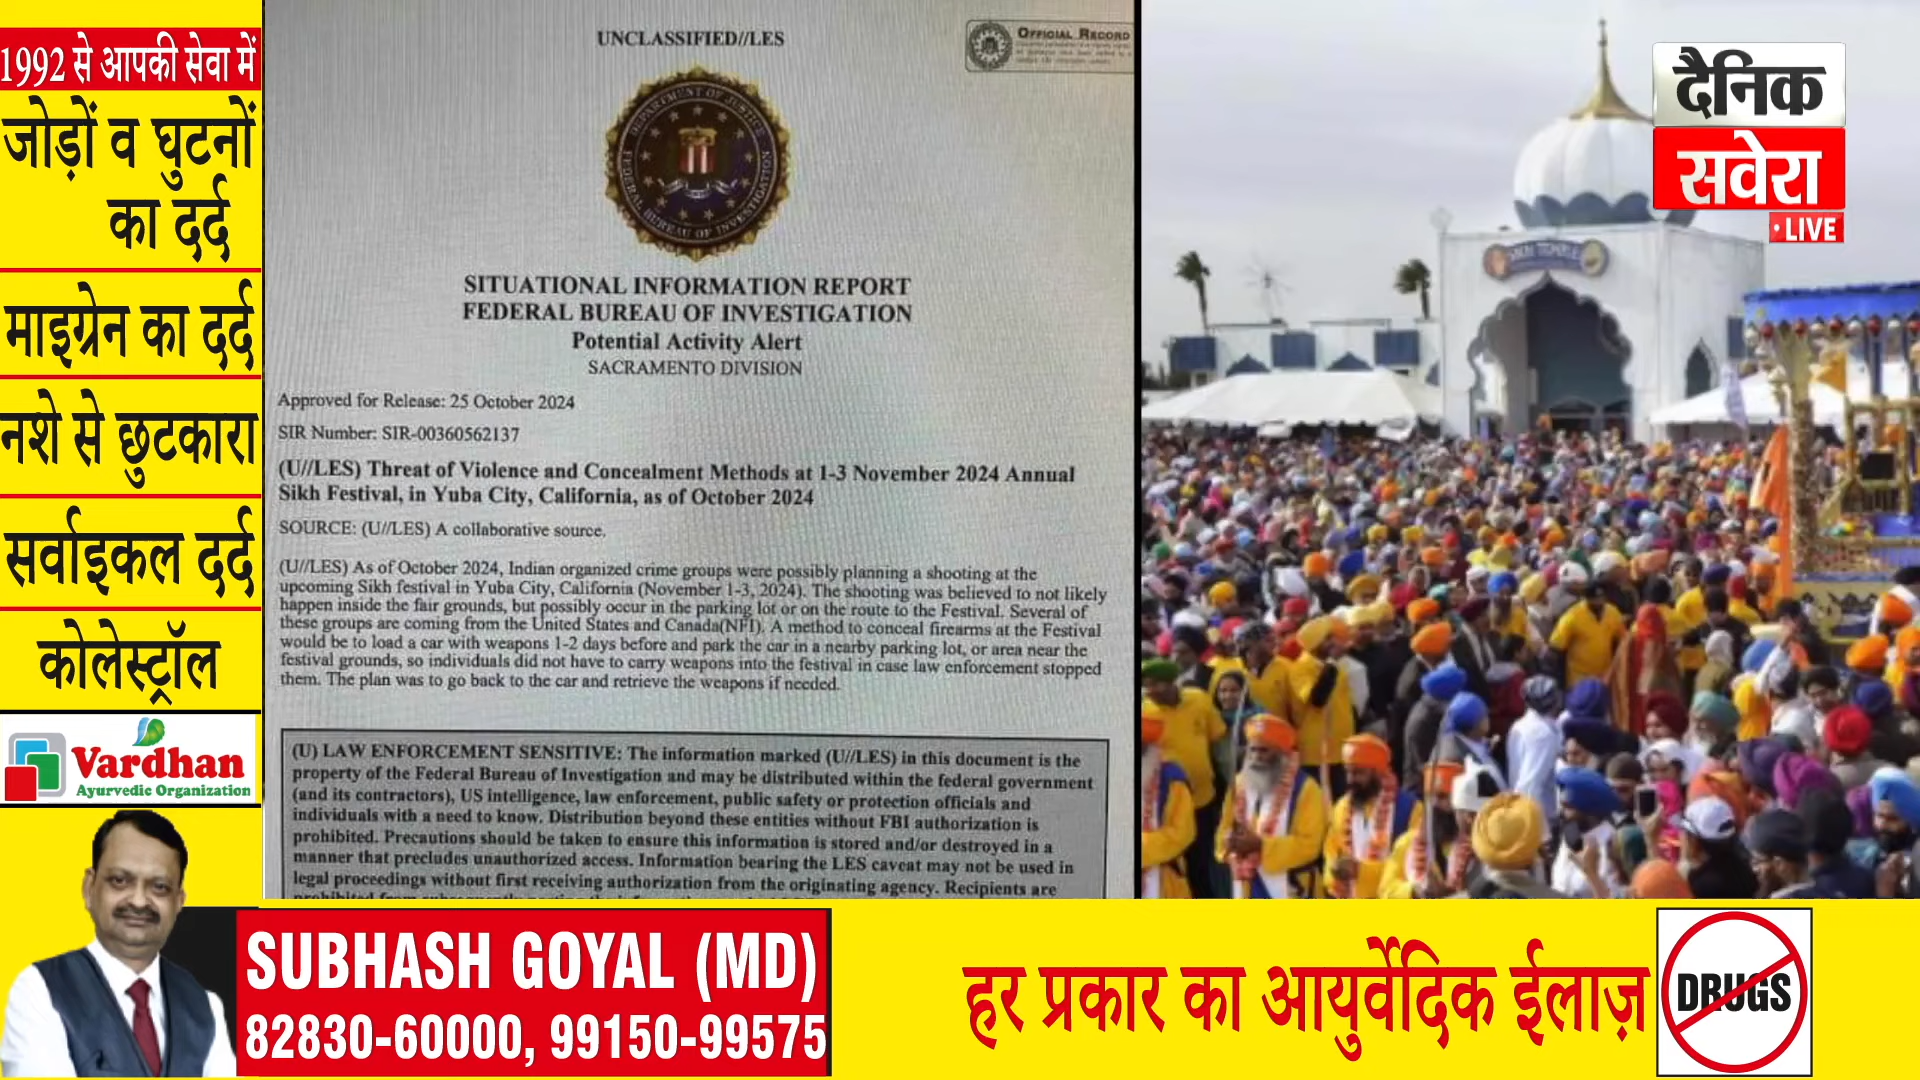 1992 से आपकी सेवा में
जोड़ों व घुटनों
का दर्द
माइग्रेन का दर्द
नशे से छुटकारा
सर्वाइकल दर्द
कोलेस्ट्रॉल
Vardhan
Ayurvedic Organization
UNCLASSIFIED//LES
OFFICIAL RECORD
DEPARTMENT OF JUSTICE
FEDERAL BUREAU OF INVESTIGATION
SITUATIONAL INFORMATION REPORT
FEDERAL BUREAU OF INVESTIGATION
Potential Activity Alert
SACRAMENTO DIVISION
Approved for Release: 25 October 2024
SIR Number: SIR-00360562137
(U//LES) Threat of Violence and Concealment Methods at 1-3 November 2024 Annual
Sikh Festival, in Yuba City, California, as of October 2024
SOURCE: (U//LES) A collaborative source.
(U//LES) As of October 2024, Indian organized crime groups were possibly planning a shooting at the
upcoming Sikh festival in Yuba City, California (November 1-3, 2024). The shooting was believed to not likely
happen inside the fair grounds, but possibly occur in the parking lot or on the route to the Festival. Several of
these groups are coming from the United States and Canada(NFI). A method to conceal firearms at the Festival
would be to load a car with weapons 1-2 days before and park the car in a nearby parking lot, or area near the
festival grounds, so individuals did not have to carry weapons into the festival in case law enforcement stopped
them. The plan was to go back to the car and retrieve the weapons if needed.
(U) LAW ENFORCEMENT SENSITIVE: The information marked (U//LES) in this document is the
property of the Federal Bureau of Investigation and may be distributed within the federal government
(and its contractors), US intelligence, law enforcement, public safety or protection officials and
individuals with a need to know. Distribution beyond these entities without FBI authorization is
prohibited. Precautions should be taken to ensure this information is stored and/or destroyed in a
manner that precludes unauthorized access. Information bearing the LES caveat may not be used in
legal proceedings without first receiving authorization from the originating agency. Recipients are
SIKH TEMPLE
दैनिक
सवेरा
LIVE
SUBHASH GOYAL (MD)
82830-60000, 99150-99575
हर प्रकार का आयुर्वेदिक ईलाज़
DRUGS